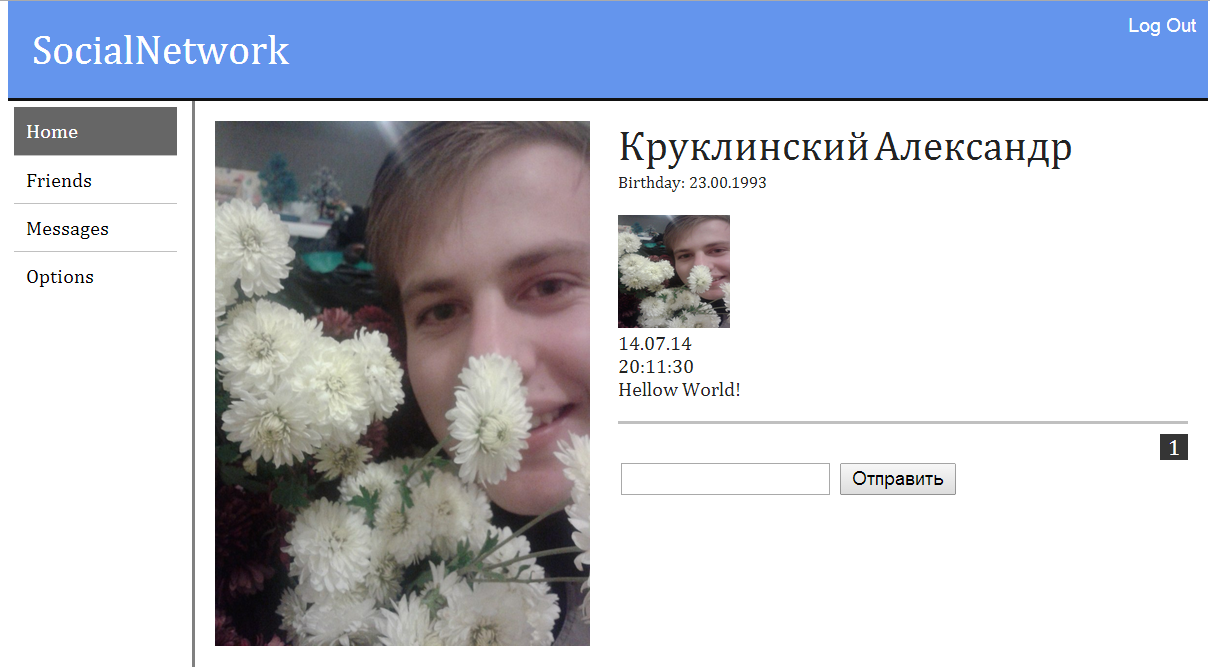 SocialNetwork
Log Out
Home
Friends
Messages
Options
Круклинский Александр
Birthday: 23.00.1993
14.07.14
20:11:30
Hellow World!
1
Отправить